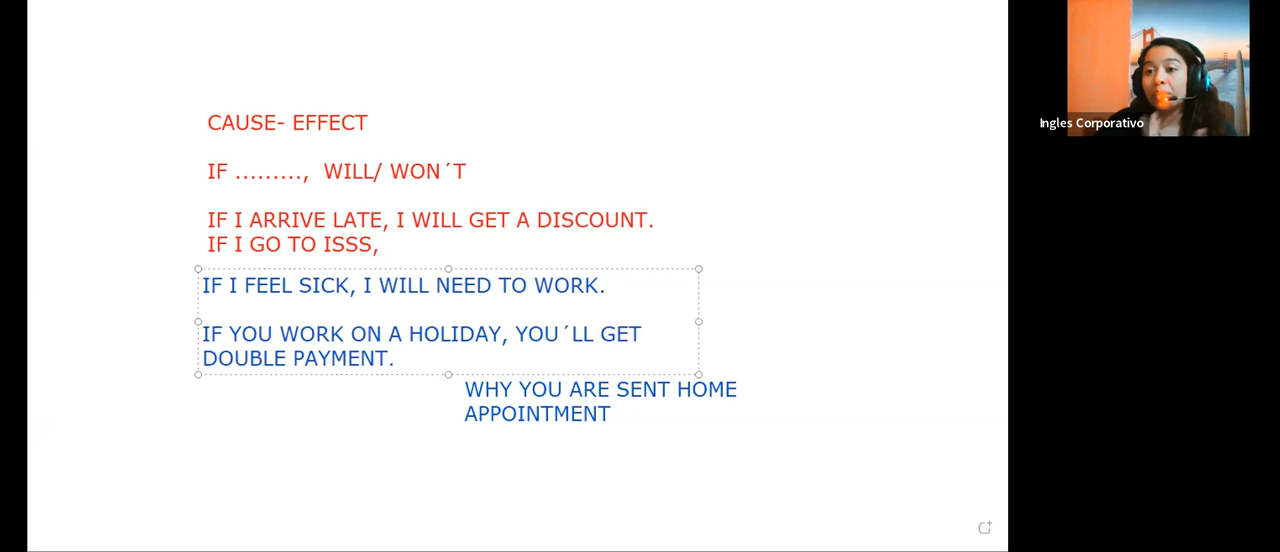 CAUSE- EFFECT
IF ........., WILL/ WON´T
IF I ARRIVE LATE, I WILL GET A DISCOUNT.
IF I GO TO ISSS,
IF I FEEL SICK, I WILL NEED TO WORK.
IF YOU WORK ON A HOLIDAY, YOU´LL GET
DOUBLE PAYMENT.
WHY YOU ARE SENT HOME
APPOINTMENT
Ingles Corporativo